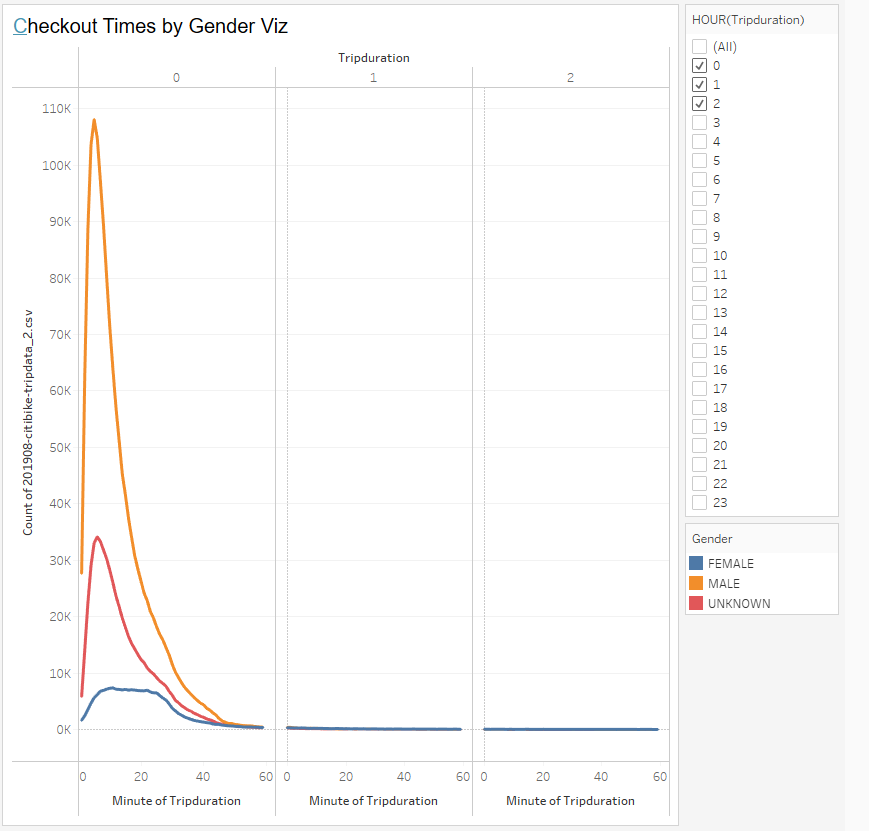 Checkout Times by Gender Viz
Tripduration
0 1 2
110K
100K
90K
80K
70K
60K
50K
40K
30K
20K
10K
0K
Count of 201908-citibike-tripdata_2.csv
0 20 40 60 0 20 40 60 0 20 40 60
Minute of Tripduration Minute of Tripduration Minute of Tripduration
HOUR(Tripduration)
(All)
0
1
2
3
4
5
6
7
8
9
10
11
12
13
14
15
16
17
18
19
20
21
22
23
Gender
FEMALE
MALE
UNKNOWN